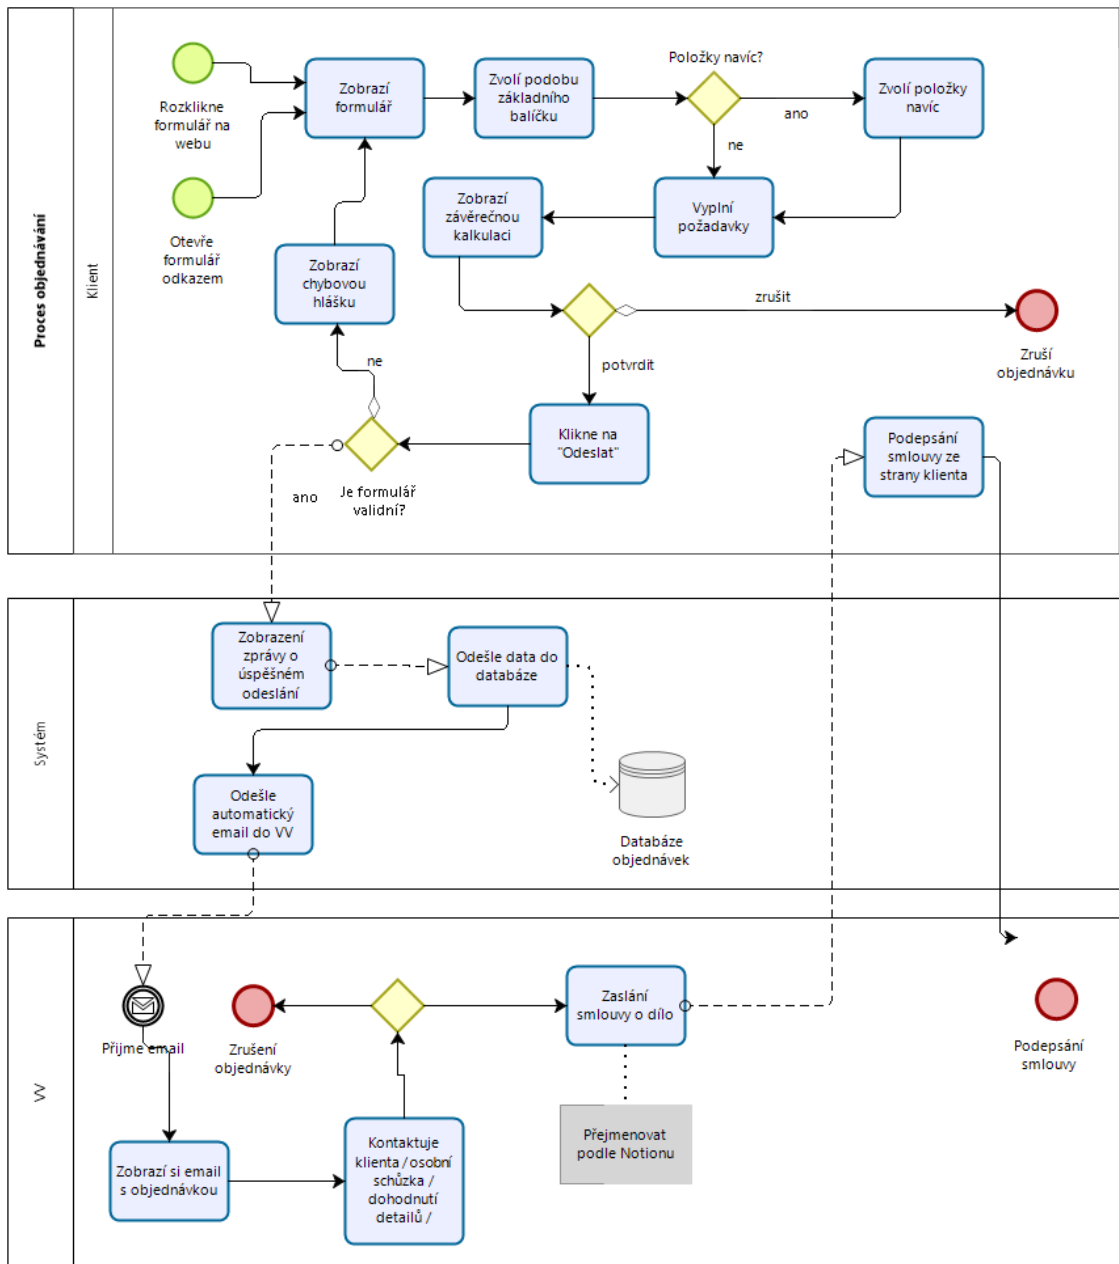 Proces objednávání
Klient
Rozklikne
formulář na
webu
Otevře
formulář
odkazem
Zobrazí
formulář
Zvolí podobu
základního
balíčku
Položky navíc?
ano
ne
Zvolí položky
navíc
Vyplní
požadavky
Zobrazí
závěrečnou
kalkulaci
Zobrazí
chybovou
hlášku
zrušit
Zruší
objednávku
potvrdit
ne
Klikne na
"Odeslat"
Je formulář
validní?
ano
Podepsání
smlouvy ze
strany klienta
Systém
Zobrazení
zprávy o
úspěšném
odeslání
Odešle data do
databáze
Odešle
automatický
email do VV
Databáze
objednávek
VV
Přijme email
Zrušení
objednávky
Zaslání
smlouvy o dílo
Podepsání
smlouvy
Přejmenovat
podle Notionu
Zobrazí si email
s objednávkou
Kontaktuje
klienta / osobní
schůzka /
dohodnutí
detailů /